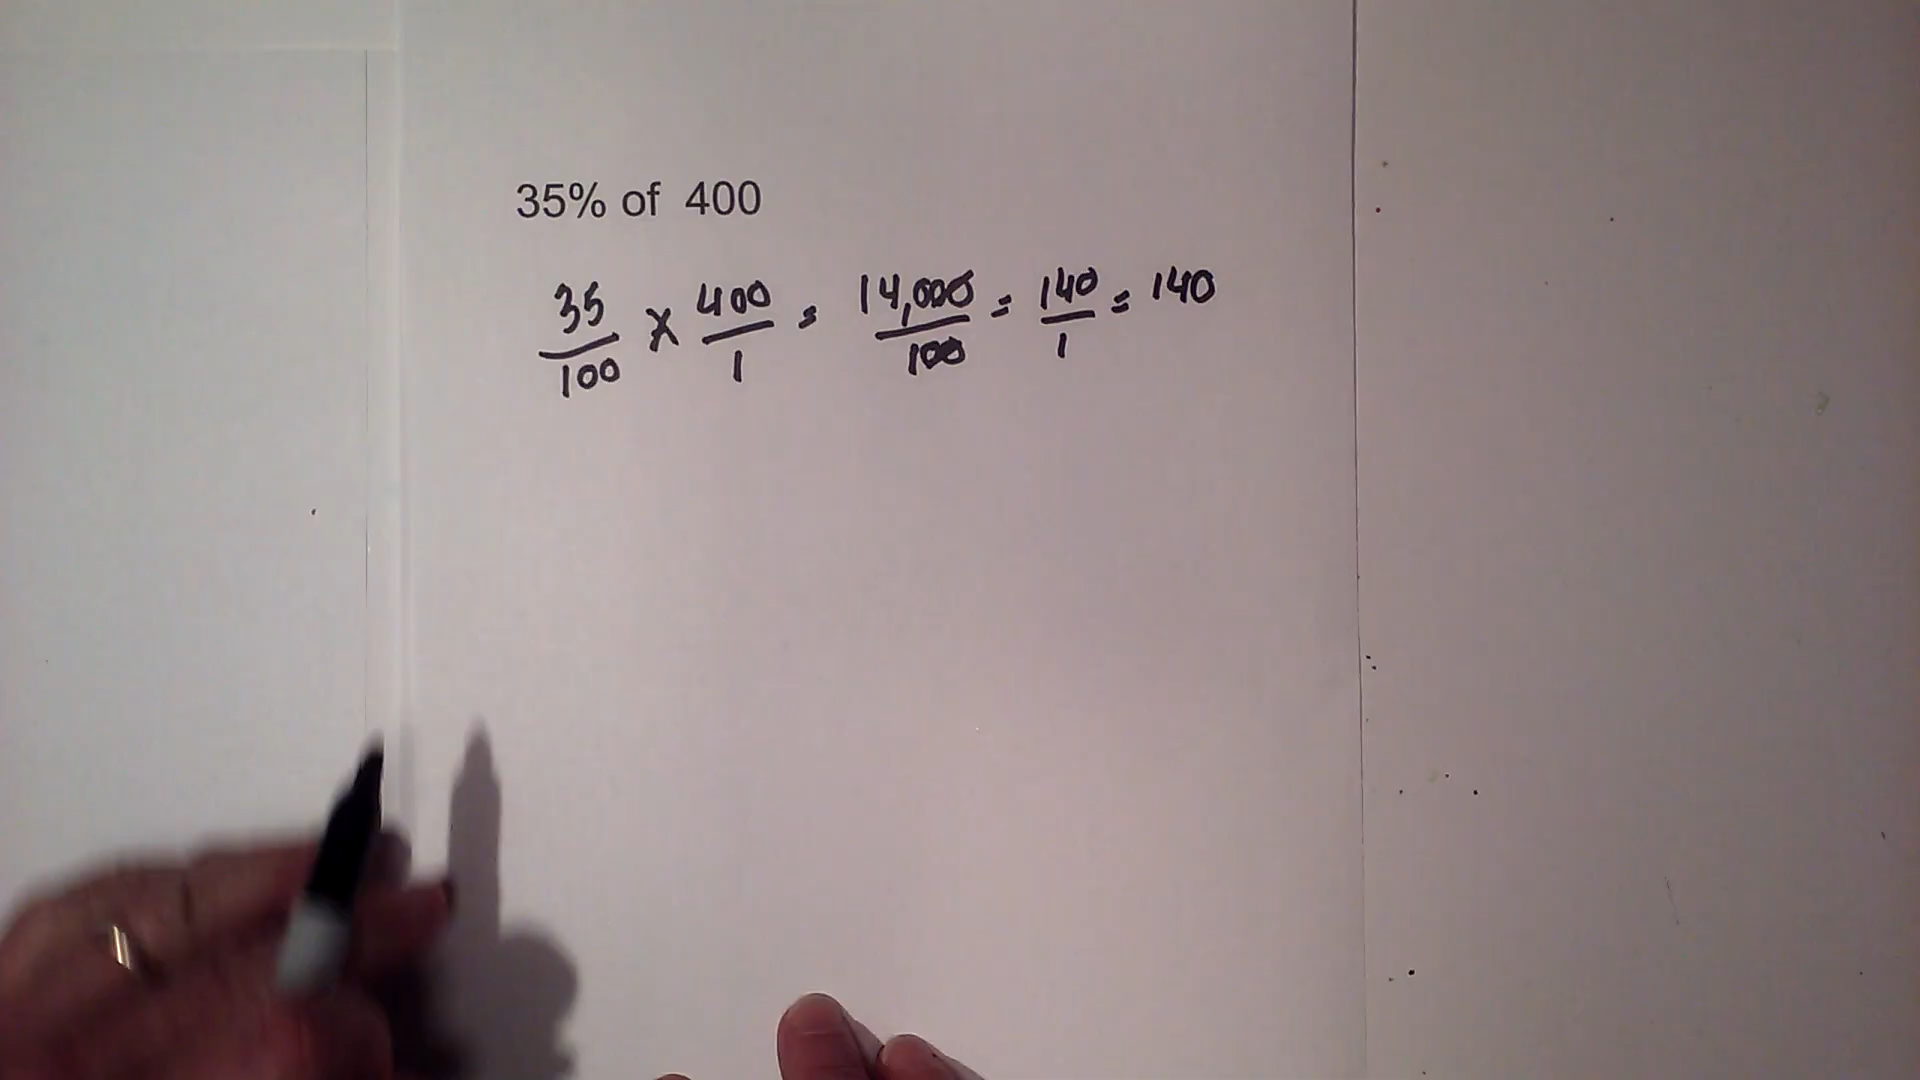 35% of 400
35/100 × 400/1 = 14,000/100 = 140/1 = 140